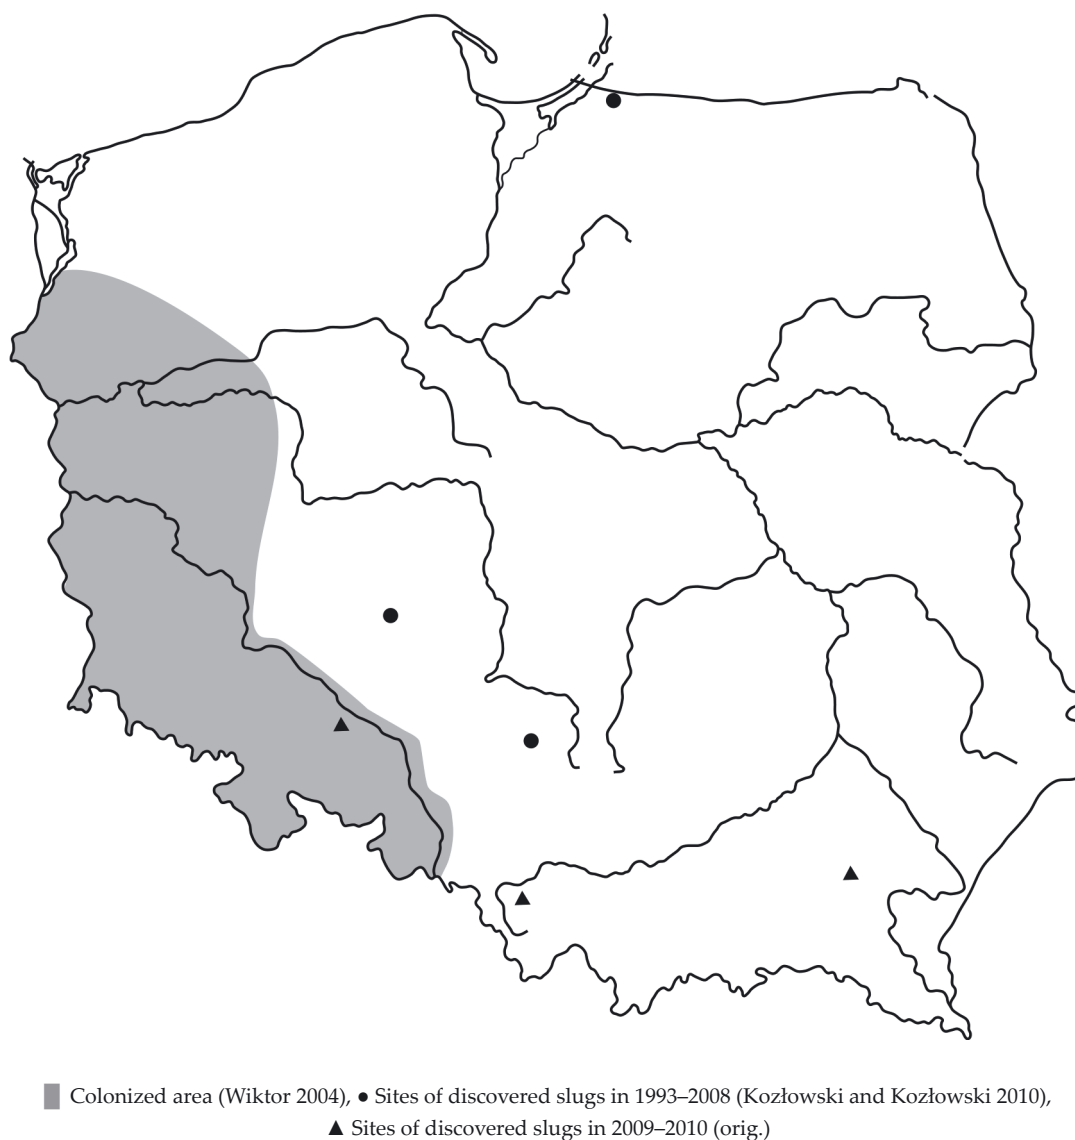 Colonized area (Wiktor 2004), ● Sites of discovered slugs in 1993–2008 (Kozłowski and Kozłowski 2010),
▲ Sites of discovered slugs in 2009–2010 (orig.)